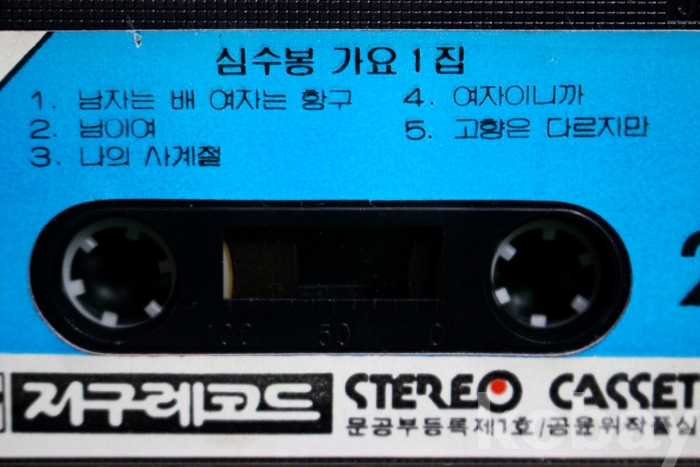 심수봉 가요 1 집
1. 남자는 배 여자는 항구
2. 님이여
3. 나의 사계절
4. 여자이니까
5. 고향은 다르지만
2
100 50 0
지구레코드
STEREO CASSET
문공부등록제1호/공윤위작품심
kobay